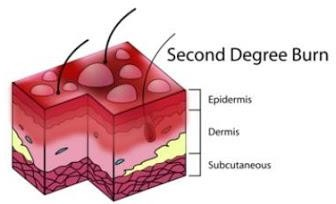 Second Degree Burn
Epidermis
Dermis
Subcutaneous